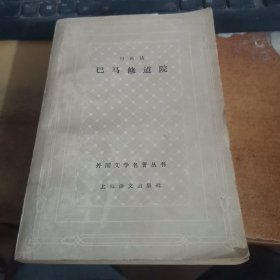 司汤达
巴马修道院
外国文学名著丛书
上海译文出版社